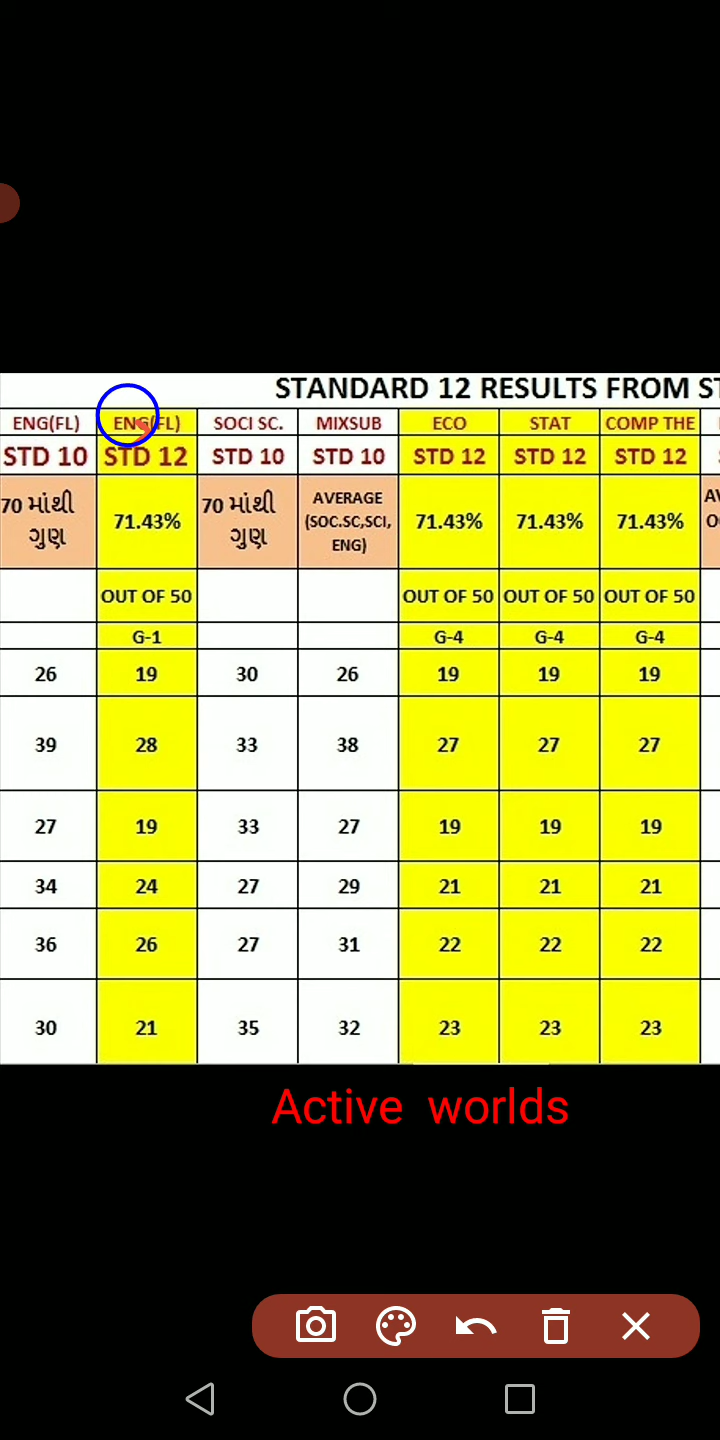 STANDARD 12 RESULTS FROM ST
ENG(FL) ENG(FL) SOCI SC. MIXSUB ECO STAT COMP THE
STD 10 STD 12 STD 10 STD 10 STD 12 STD 12 STD 12
70 માંથી ગુણ 71.43% 70 માંથી ગુણ AVERAGE (SOC.SC,SCI, ENG) 71.43% 71.43% 71.43%
OUT OF 50 OUT OF 50 OUT OF 50 OUT OF 50
G-1 G-4 G-4 G-4
26 19 30 26 19 19 19
39 28 33 38 27 27 27
27 19 33 27 19 19 19
34 24 27 29 21 21 21
36 26 27 31 22 22 22
30 21 35 32 23 23 23
Active worlds